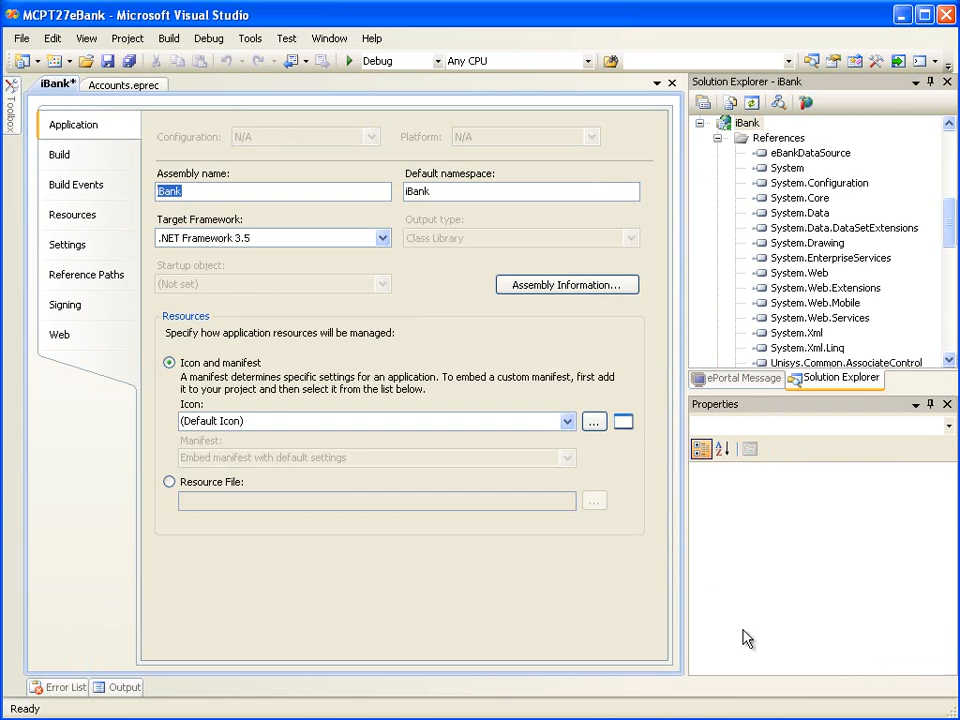 MCPT27eBank - Microsoft Visual Studio
File Edit View Project Build Debug Tools Test Window Help
Debug Any CPU
Toolbox
iBank* Accounts.eprec
Application
Build
Build Events
Resources
Settings
Reference Paths
Signing
Web
Configuration: N/A Platform: N/A
Assembly name: Default namespace:
iBank iBank
Target Framework: Output type:
.NET Framework 3.5 Class Library
Startup object:
(Not set) Assembly Information...
Resources
Specify how application resources will be managed:
Icon and manifest
A manifest determines specific settings for an application. To embed a custom manifest, first add
it to your project and then select it from the list below.
Icon:
(Default Icon) ...
Manifest:
Embed manifest with default settings
Resource File:
...
Solution Explorer - iBank
iBank
References
eBankDataSource
System
System.Configuration
System.Core
System.Data
System.Data.DataSetExtensions
System.Drawing
System.EnterpriseServices
System.Web
System.Web.Extensions
System.Web.Mobile
System.Web.Services
System.Xml
System.Xml.Linq
Unisys.Common.AssociateControl
ePortal Message Solution Explorer
Properties
Error List Output
Ready